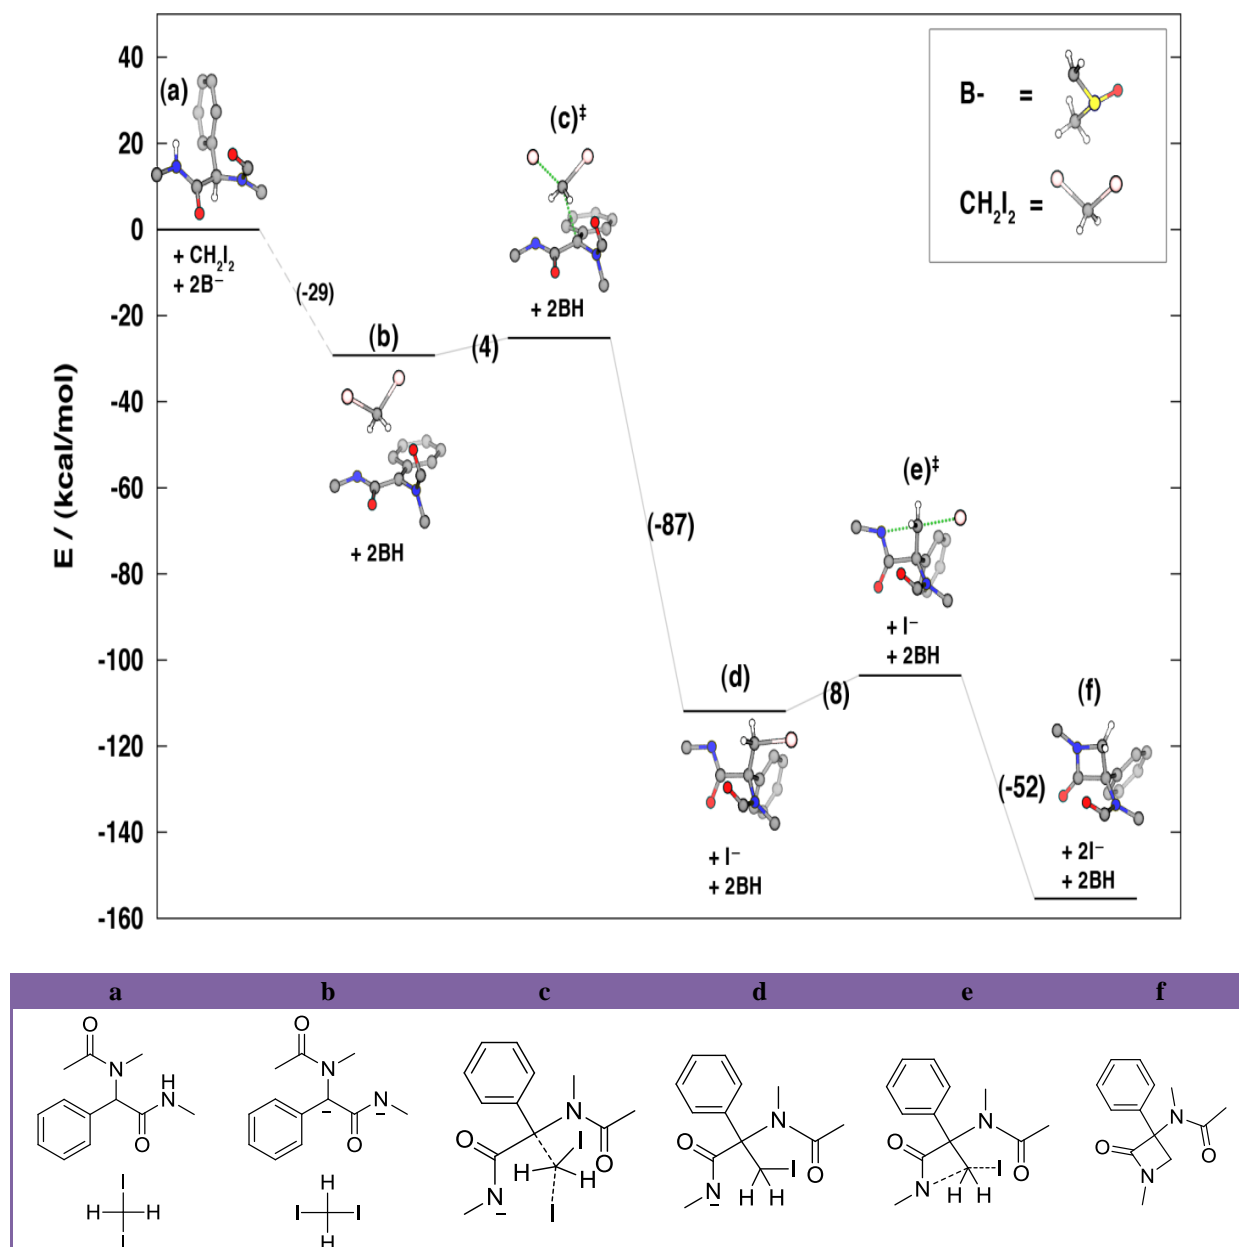 E / (kcal/mol)
40
20
0
-20
-40
-60
-80
-100
-120
-140
-160
(a)
+ CH₂I₂
+ 2B⁻
(-29)
(b)
+ 2BH
(4)
(c)‡
+ 2BH
(-87)
(d)
+ I⁻
+ 2BH
(8)
(e)‡
+ I⁻
+ 2BH
(-52)
(f)
+ 2I⁻
+ 2BH
B- =
CH₂I₂ =
a b c d e f
O
N
H
N
O
I
H H
I
O
N
N
–
–
O
H
I I
H
N
O
O
I
H H
N
–
I
N
O
O
I
N
–
H H
N
O
O
I
N
H H
N
O
O
N